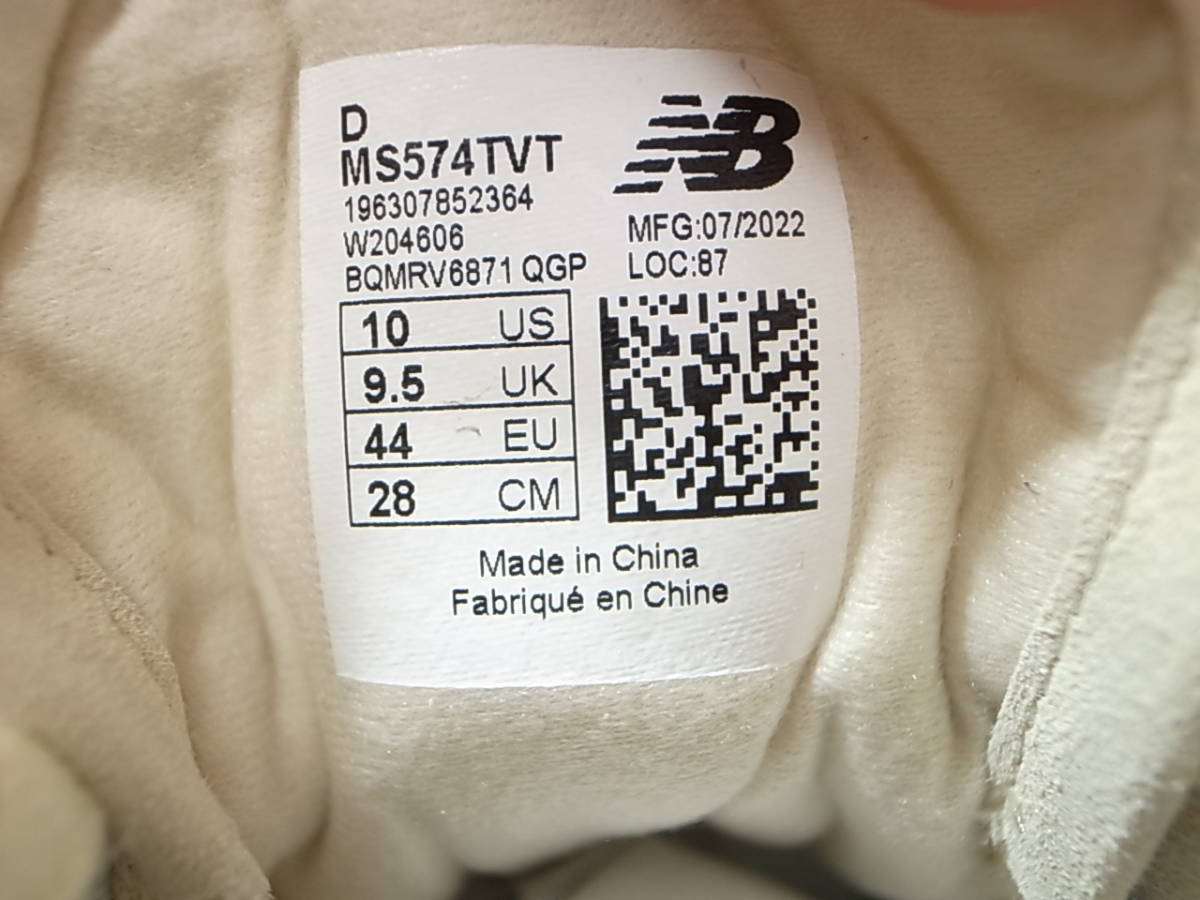 D
MS574TVT
196307852364
W204606
BQMRV6871 QGP
NB
MFG:07/2022
LOC:87
10 US
9.5 UK
44 EU
28 CM
Made in China
Fabriqué en Chine